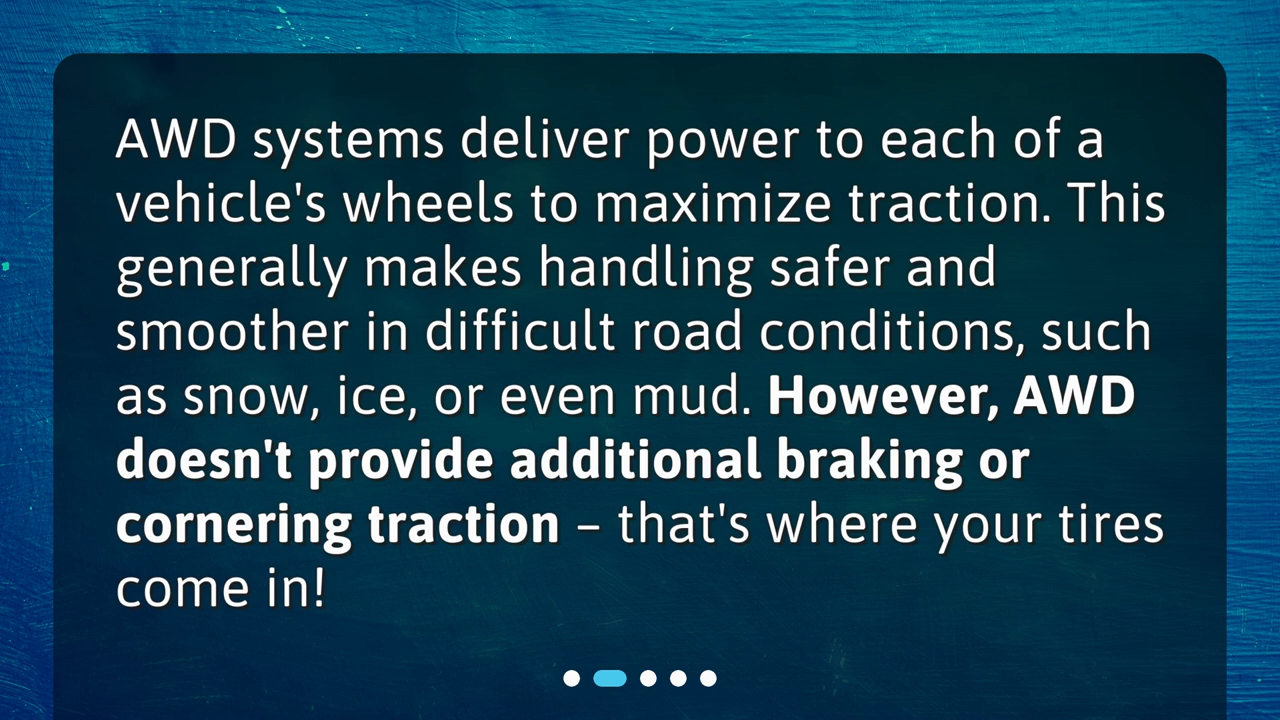 AWD systems deliver power to each of a
vehicle's wheels to maximize traction. This
generally makes handling safer and
smoother in difficult road conditions, such
as snow, ice, or even mud. However, AWD
doesn't provide additional braking or
cornering traction – that's where your tires
come in!